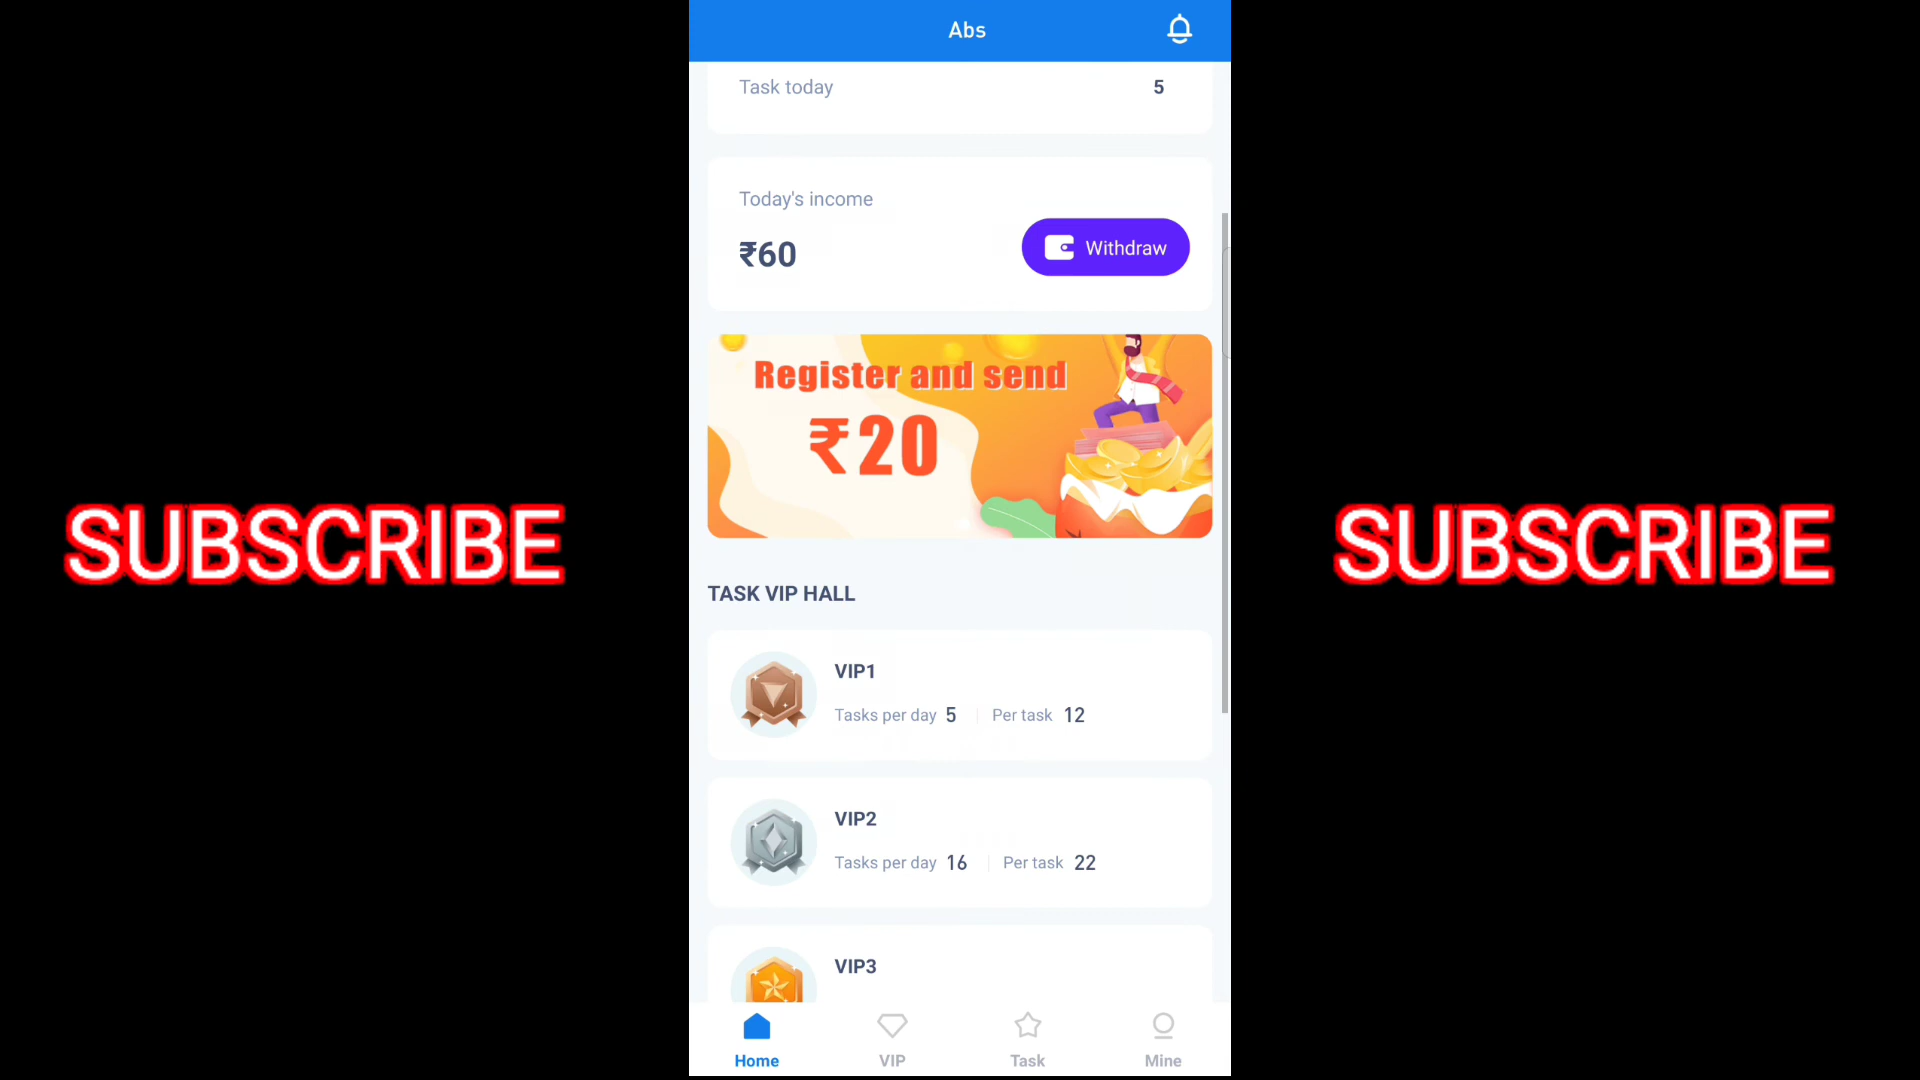 Abs
Task today 5
Today's income
₹60
Withdraw
Register and send
₹20
SUBSCRIBE
SUBSCRIBE
TASK VIP HALL
VIP1
Tasks per day 5 Per task 12
VIP2
Tasks per day 16 Per task 22
VIP3
Home VIP Task Mine